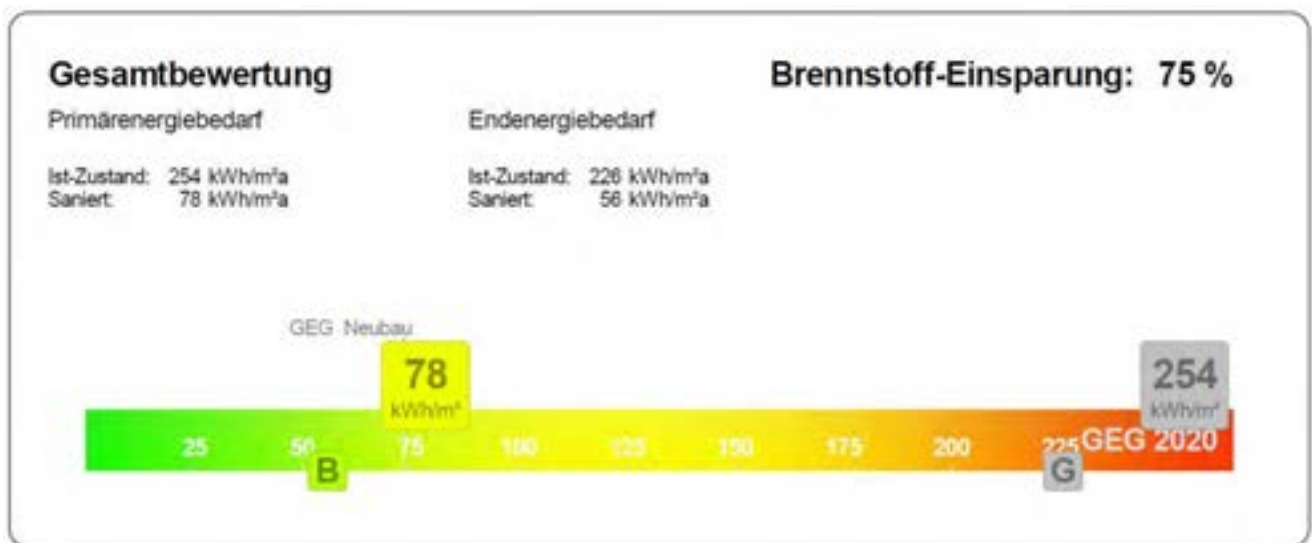 Gesamtbewertung
Brennstoff-Einsparung: 75 %
Primärenergiebedarf
Endenergiebedarf
Ist-Zustand: 254 kWh/m²a
Saniert: 78 kWh/m²a
Ist-Zustand: 226 kWh/m²a
Saniert: 56 kWh/m²a
GEG Neubau
78
kWh/m²
254
kWh/m²
25 50 75 100 125 150 175 200 225 GEG 2020
B
G